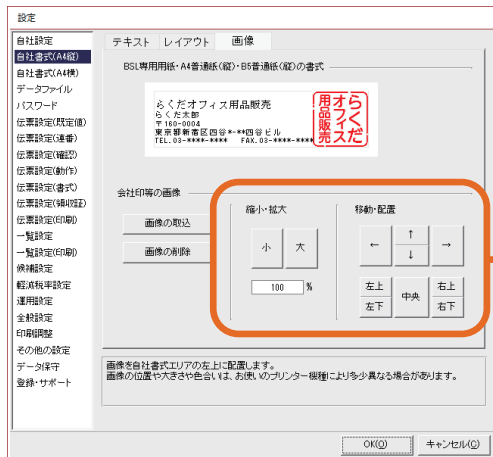 設定
自社設定
自社書式(A4縦)
自社書式(A4横)
データファイル
パスワード
伝票設定(既定値)
伝票設定(連番)
伝票設定(確認)
伝票設定(動作)
伝票設定(書式)
伝票設定(領収証)
伝票設定(印刷)
一覧設定
一覧設定(印刷)
候補設定
軽減税率設定
運用設定
全般設定
印刷調整
その他の設定
データ保守
登録・サポート
テキスト レイアウト 画像
BSL専用用紙・A4普通紙(縦)・B5普通紙(縦)の書式
らくだオフィス用品販売
らくだ太郎
〒160-0004
東京都新宿区四谷*-**四谷ビル
TEL.03-****-**** FAX.03-****-****
らくだ
オフィス
用品販売
会社印等の画像
画像の取込
画像の削除
縮小・拡大
小 大
100 %
移動・配置
← ↑ ↓ →
左上 中央 右上
左下 右下
画像を自社書式エリアの左上に配置します。
画像の位置や大きさや色合いは、お使いのプリンター機種により多少異なる場合があります。
OK(O) キャンセル(C)